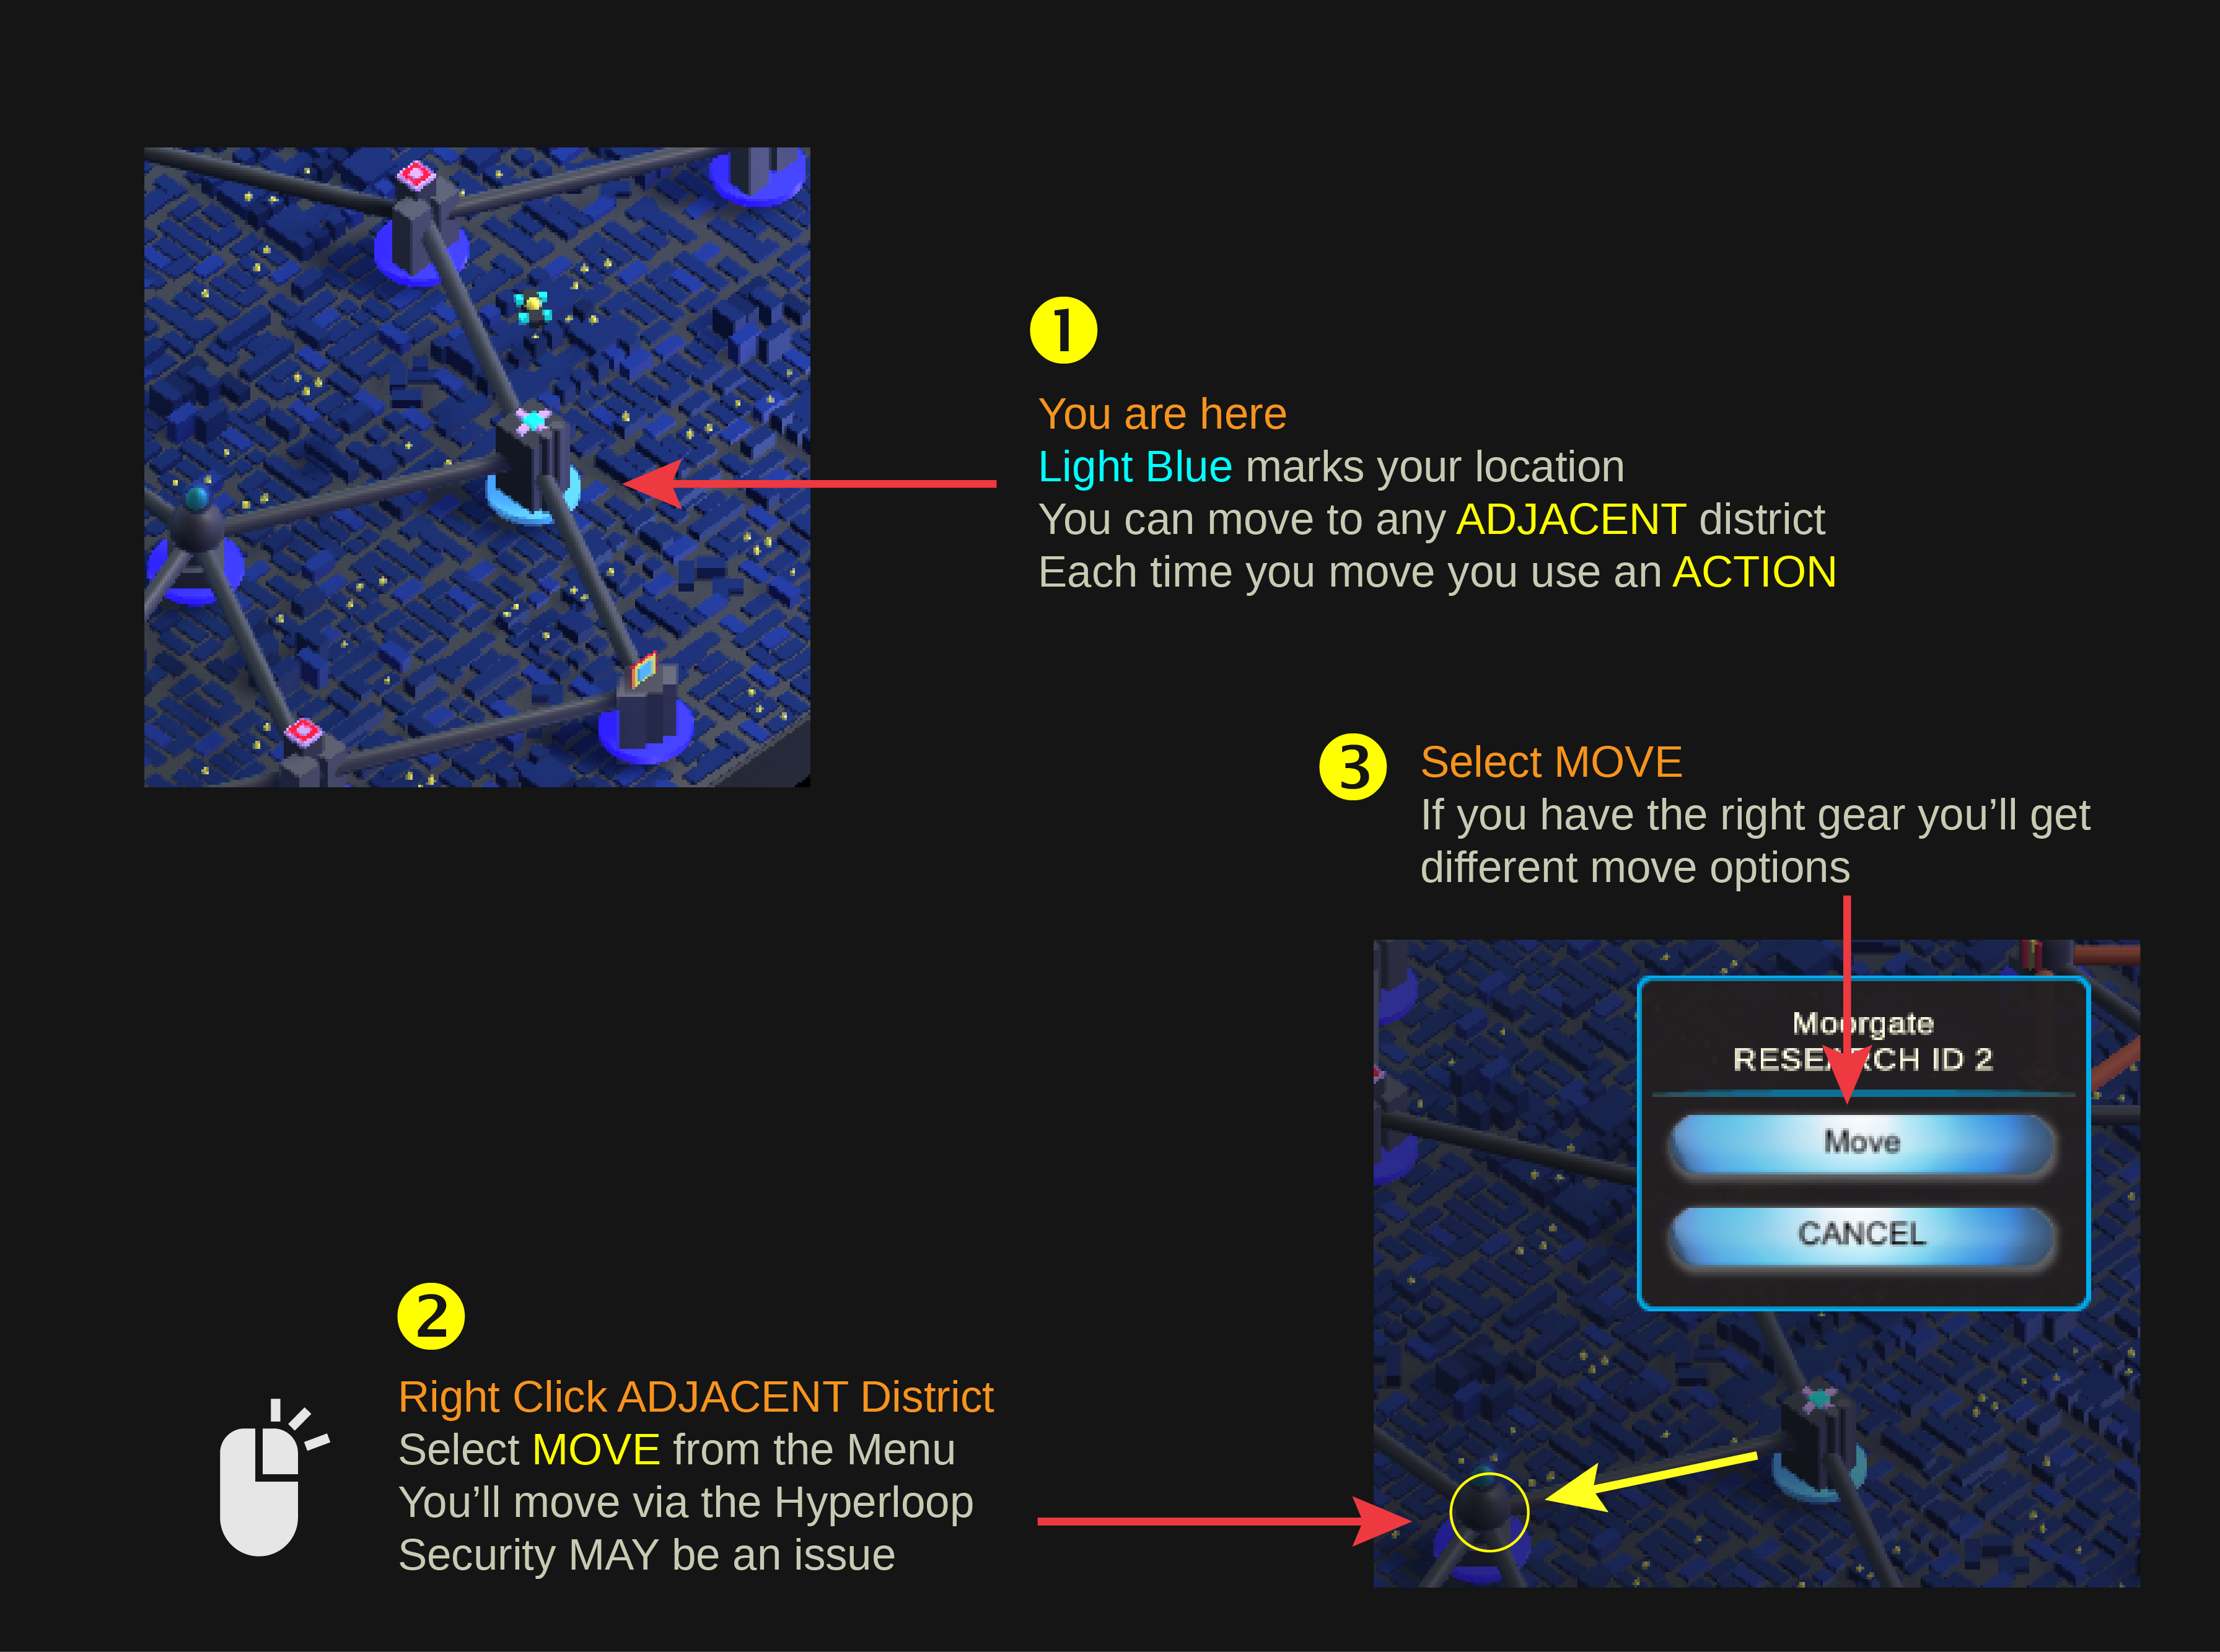 1
You are here
Light Blue marks your location
You can move to any ADJACENT district
Each time you move you use an ACTION
3
Select MOVE
If you have the right gear you’ll get
different move options
Moorgate
RESEARCH ID 2
Move
CANCEL
2
Right Click ADJACENT District
Select MOVE from the Menu
You’ll move via the Hyperloop
Security MAY be an issue